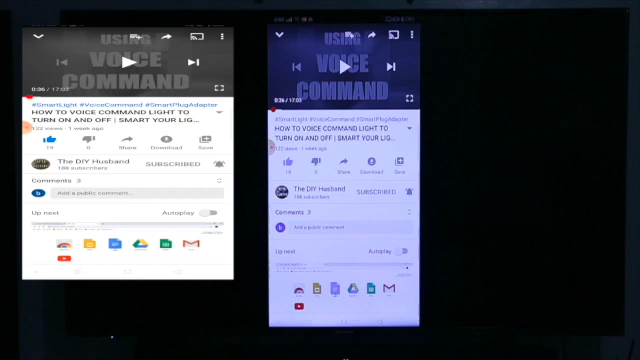 USING
VOICE
COMMAND
0:36 / 17:03
#SmartLight #VoiceCommand #SmartPlugAdapter
HOW TO VOICE COMMAND LIGHT TO
TURN ON AND OFF | SMART YOUR LIG...
122 views · 1 week ago
19
0
Share
Download
Save
The DIY Husband
188 subscribers
SUBSCRIBED
Comments 3
b
Add a public comment...
Up next
Autoplay
USING
VOICE
COMMAND
0:36 / 17:03
#SmartLight #VoiceCommand #SmartPlugAdapter
HOW TO VOICE COMMAND LIGHT TO
TURN ON AND OFF | SMART YOUR LIG...
122 views · 1 week ago
19
0
Share
Download
Save
The DIY Husband
188 subscribers
SUBSCRIBED
Comments 3
b
Add a public comment...
Up next
Autoplay